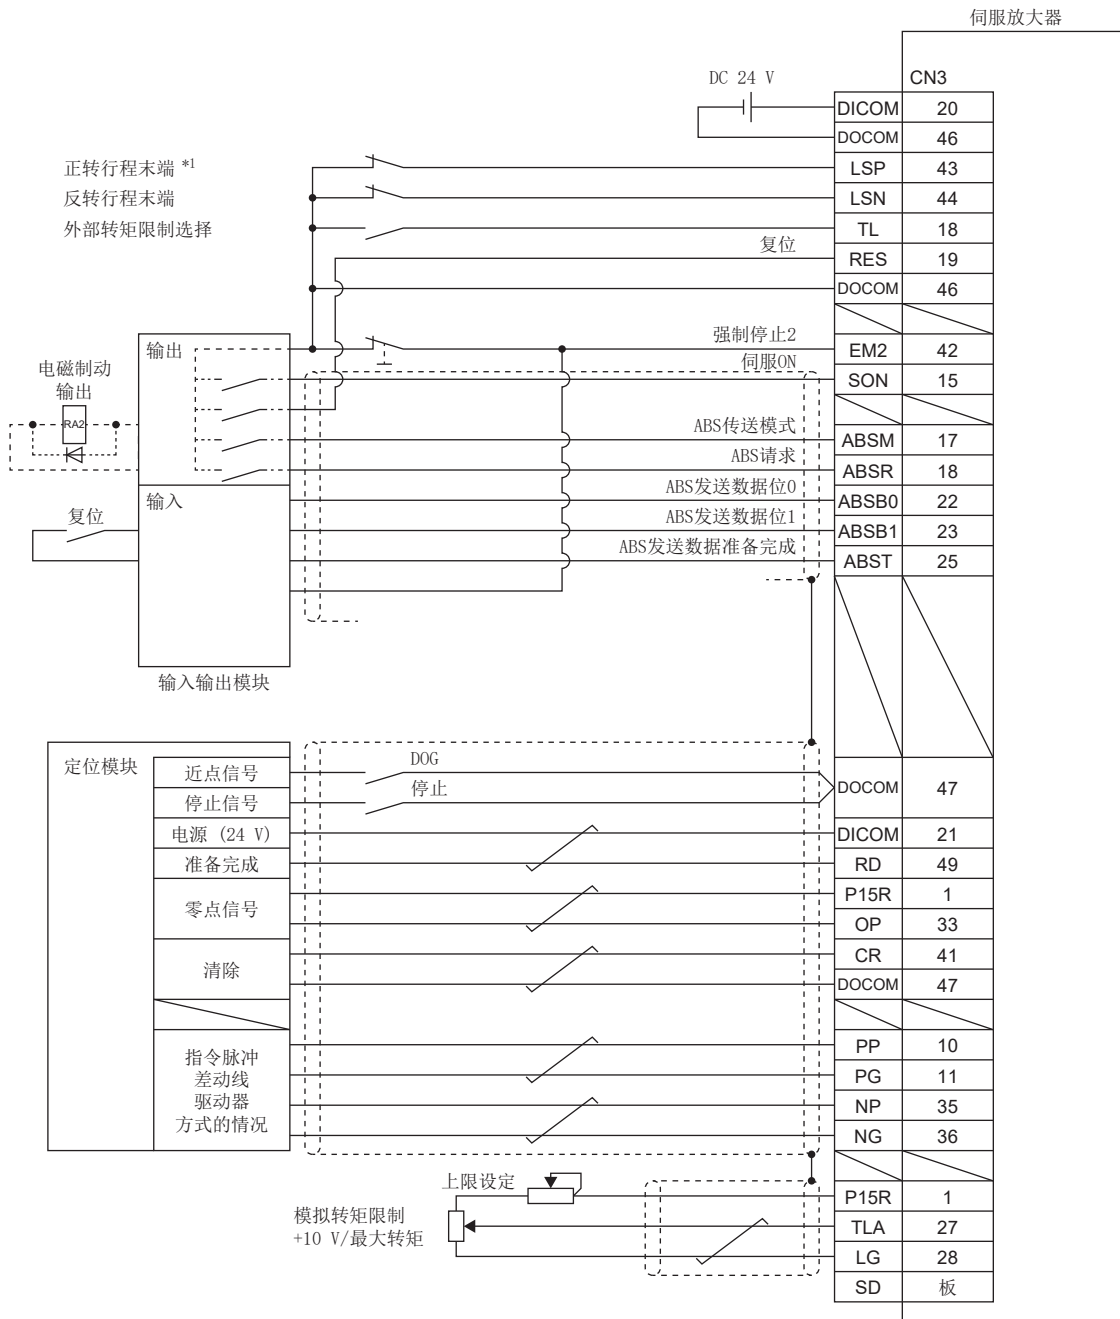 伺服放大器
CN3
DC 24 V
DICOM 20
DOCOM 46
正转行程末端 *1
LSP 43
反转行程末端
LSN 44
外部转矩限制选择
TL 18
复位
RES 19
DOCOM 46
输出
强制停止2
EM2 42
电磁制动
输出
RA2
伺服ON
SON 15
ABS传送模式
ABSM 17
ABS请求
ABSR 18
输入
ABS发送数据位0
ABSB0 22
复位
ABS发送数据位1
ABSB1 23
ABS发送数据准备完成
ABST 25
输入输出模块
定位模块
近点信号
DOG
停止信号
停止
DOCOM 47
电源 (24 V)
DICOM 21
准备完成
RD 49
零点信号
P15R 1
OP 33
清除
CR 41
DOCOM 47
指令脉冲
差动线
驱动器
方式的情况
PP 10
PG 11
NP 35
NG 36
上限设定
P15R 1
模拟转矩限制
+10 V/最大转矩
TLA 27
LG 28
SD 板